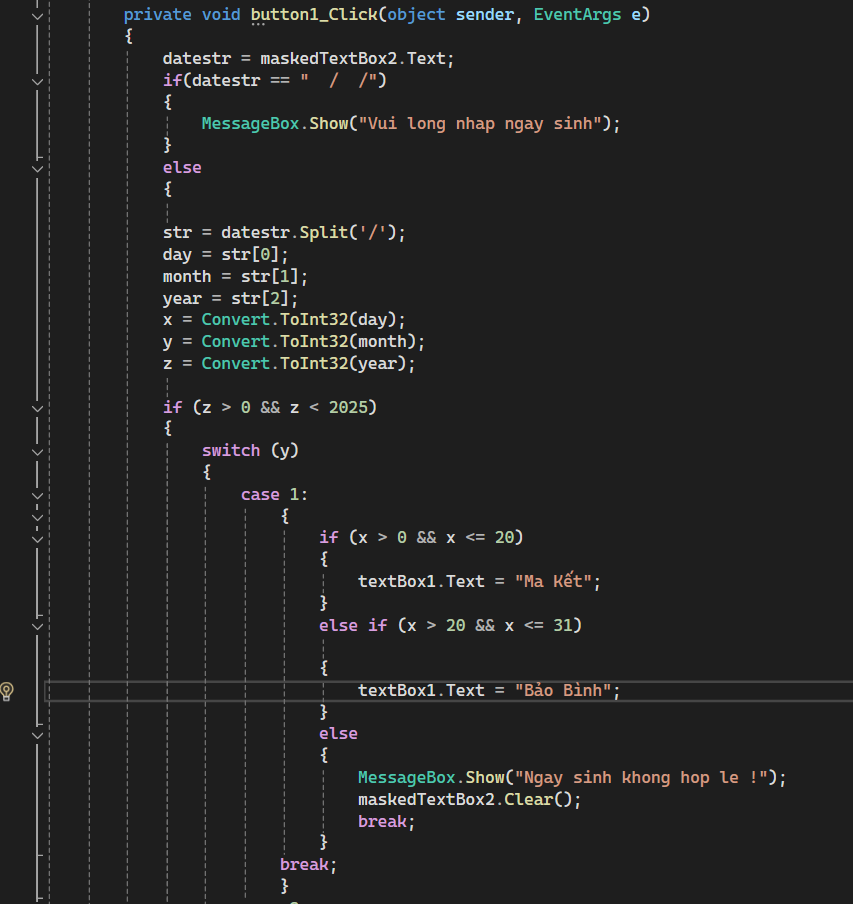 private void button1_Click(object sender, EventArgs e)
{
datestr = maskedTextBox2.Text;
if(datestr == "  /  /")
{
MessageBox.Show("Vui long nhap ngay sinh");
}
else
{
str = datestr.Split('/');
day = str[0];
month = str[1];
year = str[2];
x = Convert.ToInt32(day);
y = Convert.ToInt32(month);
z = Convert.ToInt32(year);
if (z > 0 && z < 2025)
{
switch (y)
{
case 1:
{
if (x > 0 && x <= 20)
{
textBox1.Text = "Ma Kết";
}
else if (x > 20 && x <= 31)
{
textBox1.Text = "Bảo Bình";
}
else
{
MessageBox.Show("Ngay sinh khong hop le !");
maskedTextBox2.Clear();
break;
}
break;
}